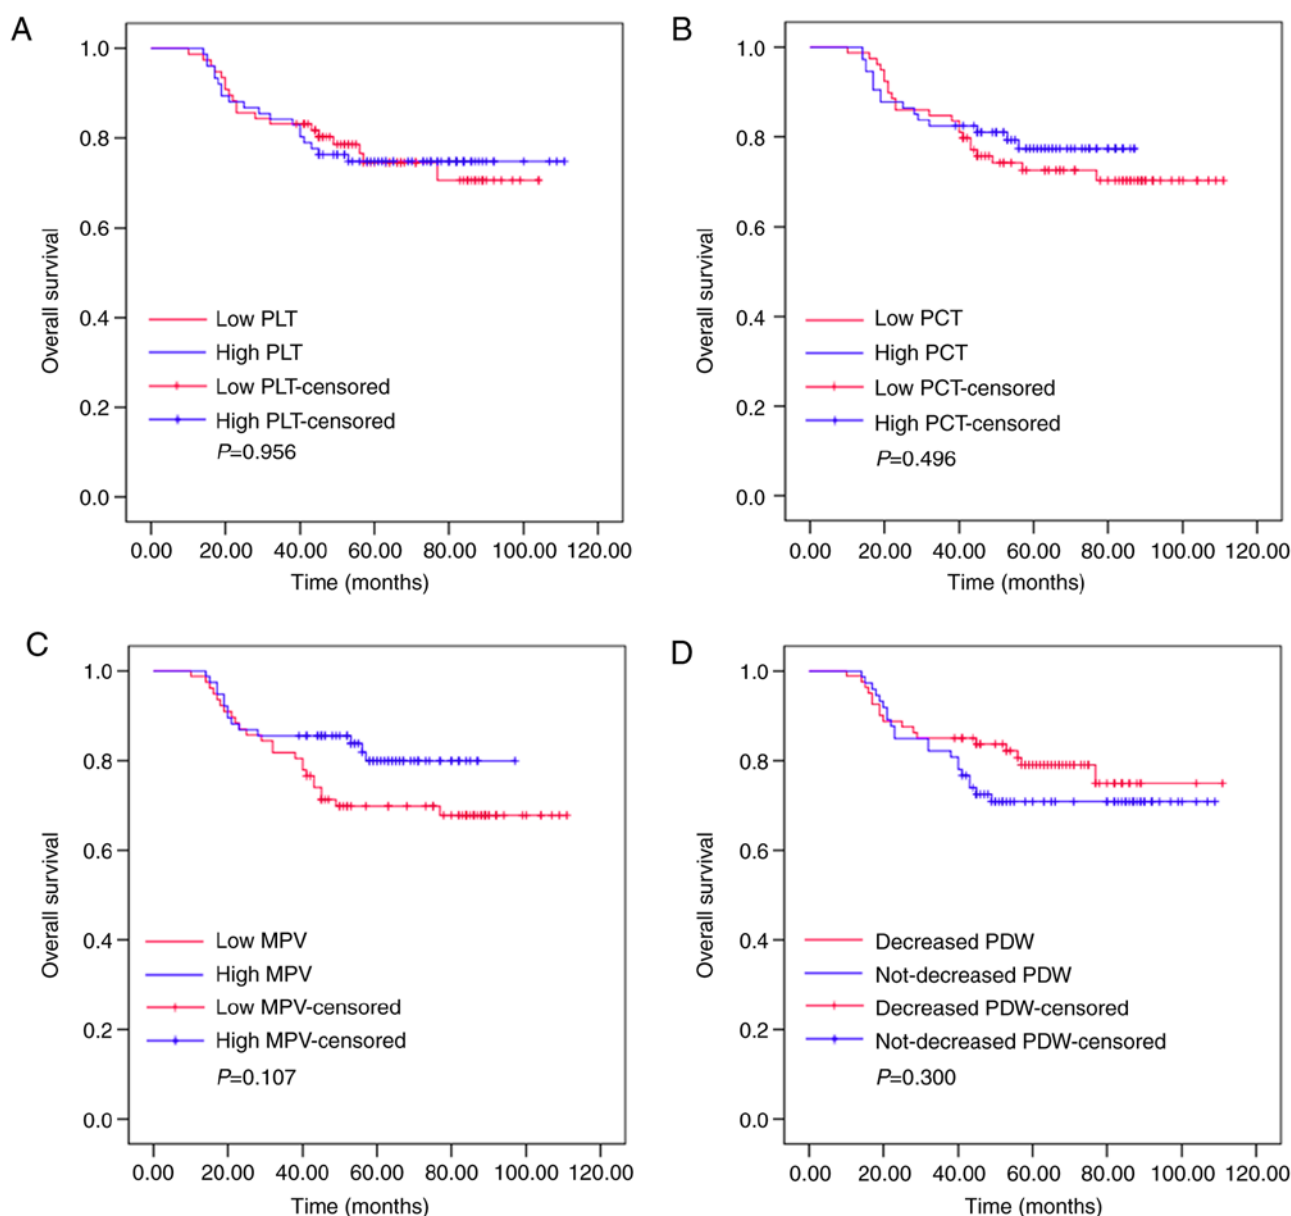 A
1.0
0.8
0.6
0.4
0.2
0.0
Overall survival
Low PLT
High PLT
Low PLT-censored
High PLT-censored
P=0.956
0.00 20.00 40.00 60.00 80.00 100.00 120.00
Time (months)
B
1.0
0.8
0.6
0.4
0.2
0.0
Overall survival
Low PCT
High PCT
Low PCT-censored
High PCT-censored
P=0.496
0.00 20.00 40.00 60.00 80.00 100.00 120.00
Time (months)
C
1.0
0.8
0.6
0.4
0.2
0.0
Overall survival
Low MPV
High MPV
Low MPV-censored
High MPV-censored
P=0.107
0.00 20.00 40.00 60.00 80.00 100.00 120.00
Time (months)
D
1.0
0.8
0.6
0.4
0.2
0.0
Overall survival
Decreased PDW
Not-decreased PDW
Decreased PDW-censored
Not-decreased PDW-censored
P=0.300
0.00 20.00 40.00 60.00 80.00 100.00 120.00
Time (months)